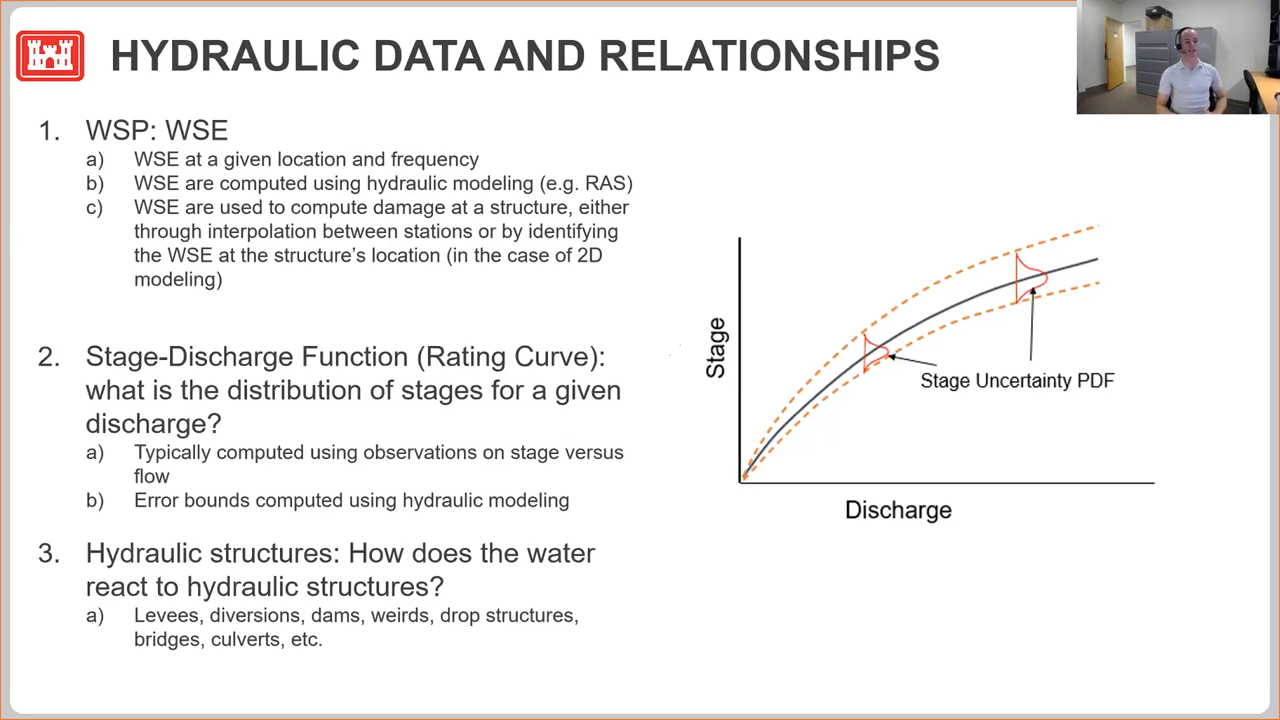 HYDRAULIC DATA AND RELATIONSHIPS
1. WSP: WSE
a) WSE at a given location and frequency
b) WSE are computed using hydraulic modeling (e.g. RAS)
c) WSE are used to compute damage at a structure, either
through interpolation between stations or by identifying
the WSE at the structure's location (in the case of 2D
modeling)
2. Stage-Discharge Function (Rating Curve):
what is the distribution of stages for a given
discharge?
a) Typically computed using observations on stage versus
flow
b) Error bounds computed using hydraulic modeling
3. Hydraulic structures: How does the water
react to hydraulic structures?
a) Levees, diversions, dams, weirds, drop structures,
bridges, culverts, etc.
Stage
Stage Uncertainty PDF
Discharge